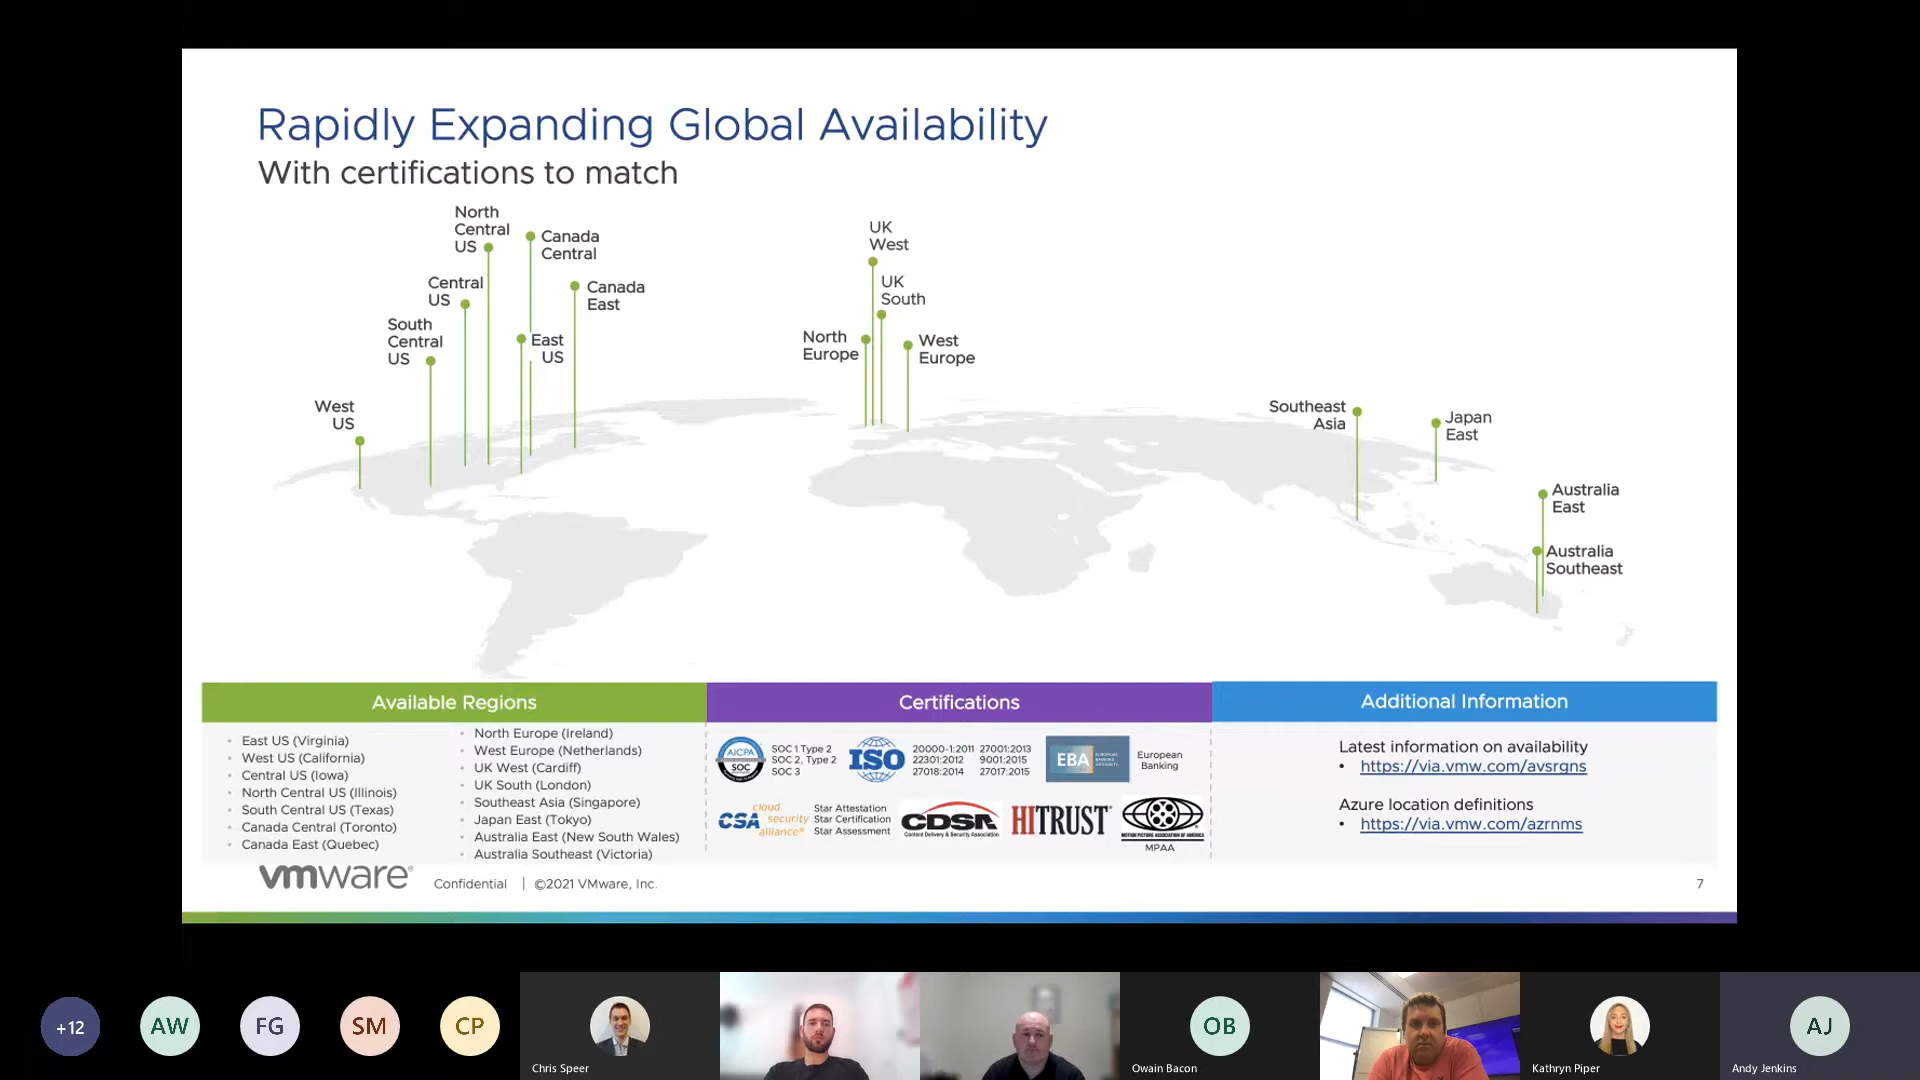 Rapidly Expanding Global Availability
With certifications to match
North
Central
US
Canada
Central
Central
US
Canada
East
South
Central
US
East
US
West
US
UK
West
UK
South
North
Europe
West
Europe
Southeast
Asia
Japan
East
Australia
East
Australia
Southeast
Available Regions
East US (Virginia)
West US (California)
Central US (Iowa)
North Central US (Illinois)
South Central US (Texas)
Canada Central (Toronto)
Canada East (Quebec)
North Europe (Ireland)
West Europe (Netherlands)
UK West (Cardiff)
UK South (London)
Southeast Asia (Singapore)
Japan East (Tokyo)
Australia East (New South Wales)
Australia Southeast (Victoria)
Certifications
AICPA
SOC
SOC 1 Type 2
SOC 2, Type 2
SOC 3
ISO
20000-1:2011 27001:2013
22301:2012 9001:2015
27018:2014 27017:2015
EBA
European
Banking
CSA cloud
security
alliance®
Star Attestation
Star Certification
Star Assessment
CDSA
Content Delivery & Security Association
HITRUST®
MOTION PICTURE ASSOCIATION OF AMERICA
MPAA
Additional Information
Latest information on availability
https://via.vmw.com/avsrgns
Azure location definitions
https://via.vmw.com/azrnms
vmware®
Confidential | ©2021 VMware, Inc.
7
+12
AW
FG
SM
CP
Chris Speer
OB
Owain Bacon
Kathryn Piper
AJ
Andy Jenkins